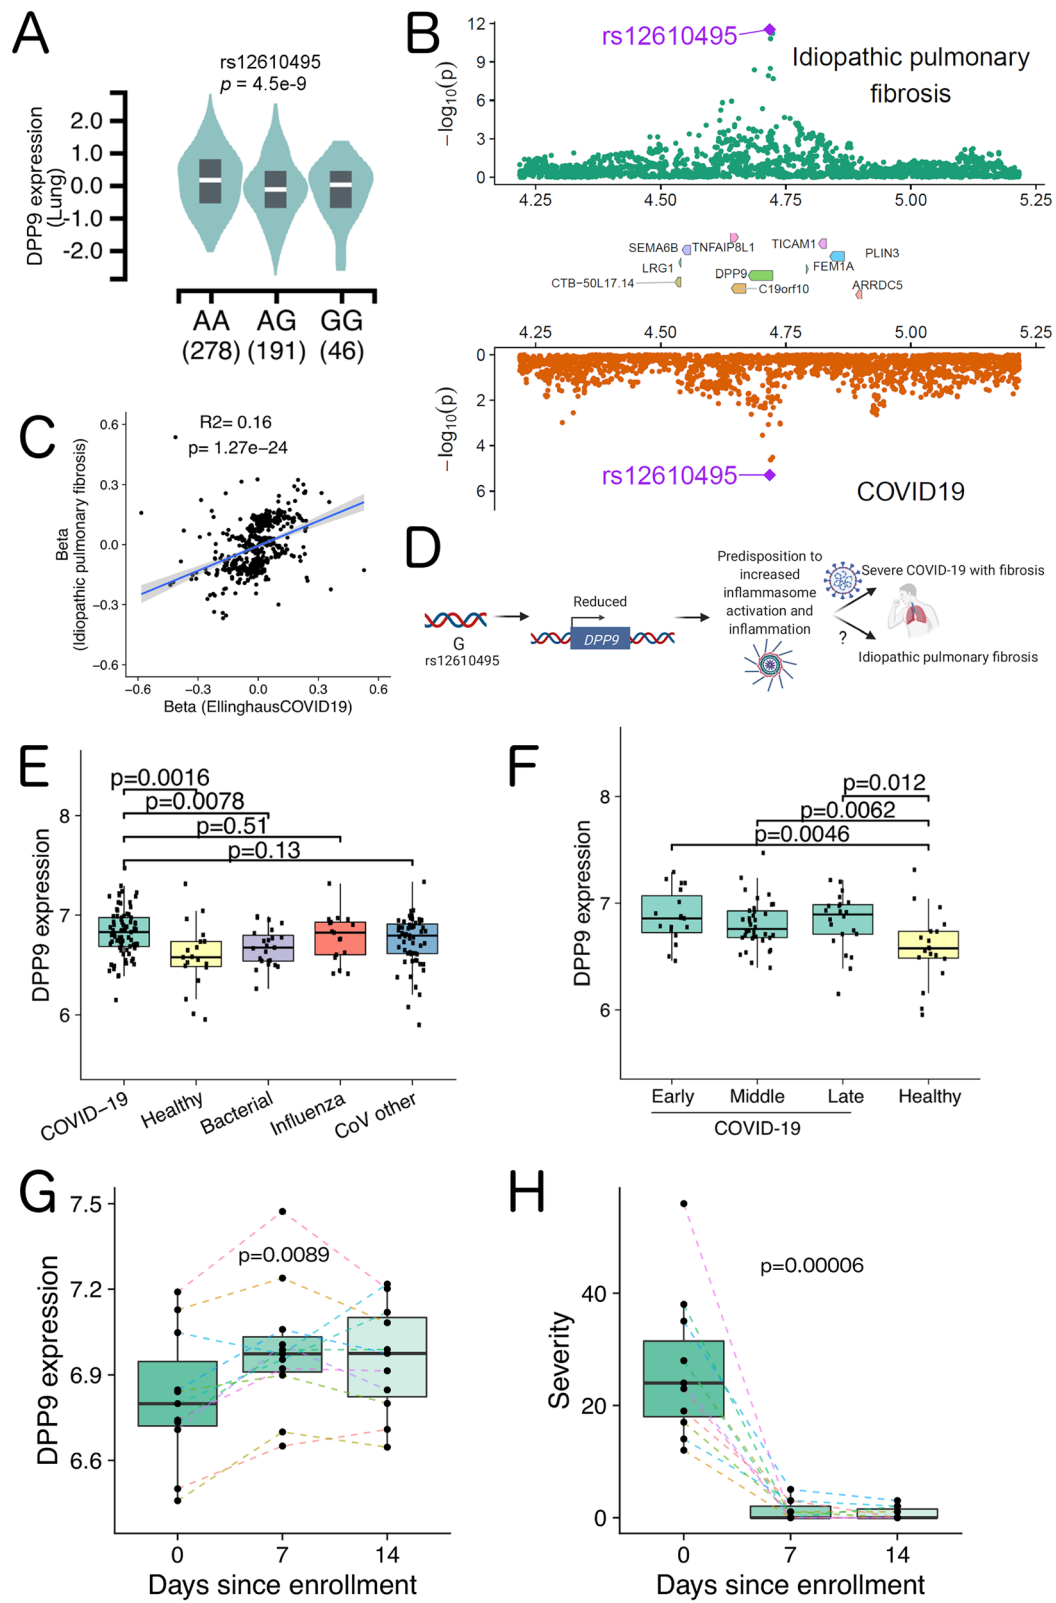 A
rs12610495
p = 4.5e-9
DPP9 expression
(Lung)
2.0
1.0
0.0
-1.0
-2.0
AA
(278)
AG
(191)
GG
(46)
B
rs12610495
Idiopathic pulmonary
fibrosis
−log10(p)
12
9
6
3
0
4.25
4.50
4.75
5.00
5.25
SEMA6B
TNFAIP8L1
TICAM1
PLIN3
LRG1
DPP9
FEM1A
CTB−50L17.14
C19orf10
ARRDC5
4.25
4.50
4.75
5.00
5.25
0
2
4
6
−log10(p)
rs12610495
COVID19
C
R2= 0.16
p= 1.27e−24
Beta
(Idiopathic pulmonary fibrosis)
0.6
0.3
0.0
−0.3
−0.6
−0.6
−0.3
0.0
0.3
0.6
Beta (EllinghausCOVID19)
D
G
rs12610495
Reduced
DPP9
Predisposition to
increased
inflammasome
activation and
inflammation
Severe COVID-19 with fibrosis
?
Idiopathic pulmonary fibrosis
E
p=0.0016
p=0.0078
p=0.51
p=0.13
DPP9 expression
8
7
6
COVID−19
Healthy
Bacterial
Influenza
CoV other
F
p=0.012
p=0.0062
p=0.0046
DPP9 expression
8
7
6
Early
Middle
Late
Healthy
COVID-19
G
p=0.0089
DPP9 expression
7.5
7.2
6.9
6.6
0
7
14
Days since enrollment
H
p=0.00006
Severity
40
20
0
0
7
14
Days since enrollment